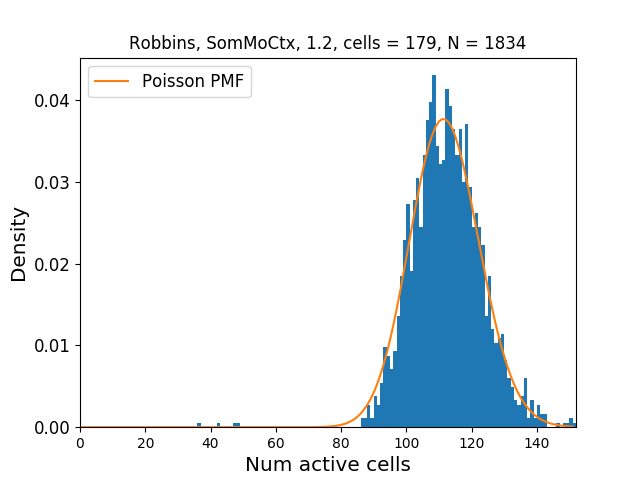 Robbins, SomMoCtx, 1.2, cells = 179, N = 1834
Poisson PMF
Density
0.04
0.03
0.02
0.01
0.00
0 20 40 60 80 100 120 140
Num active cells